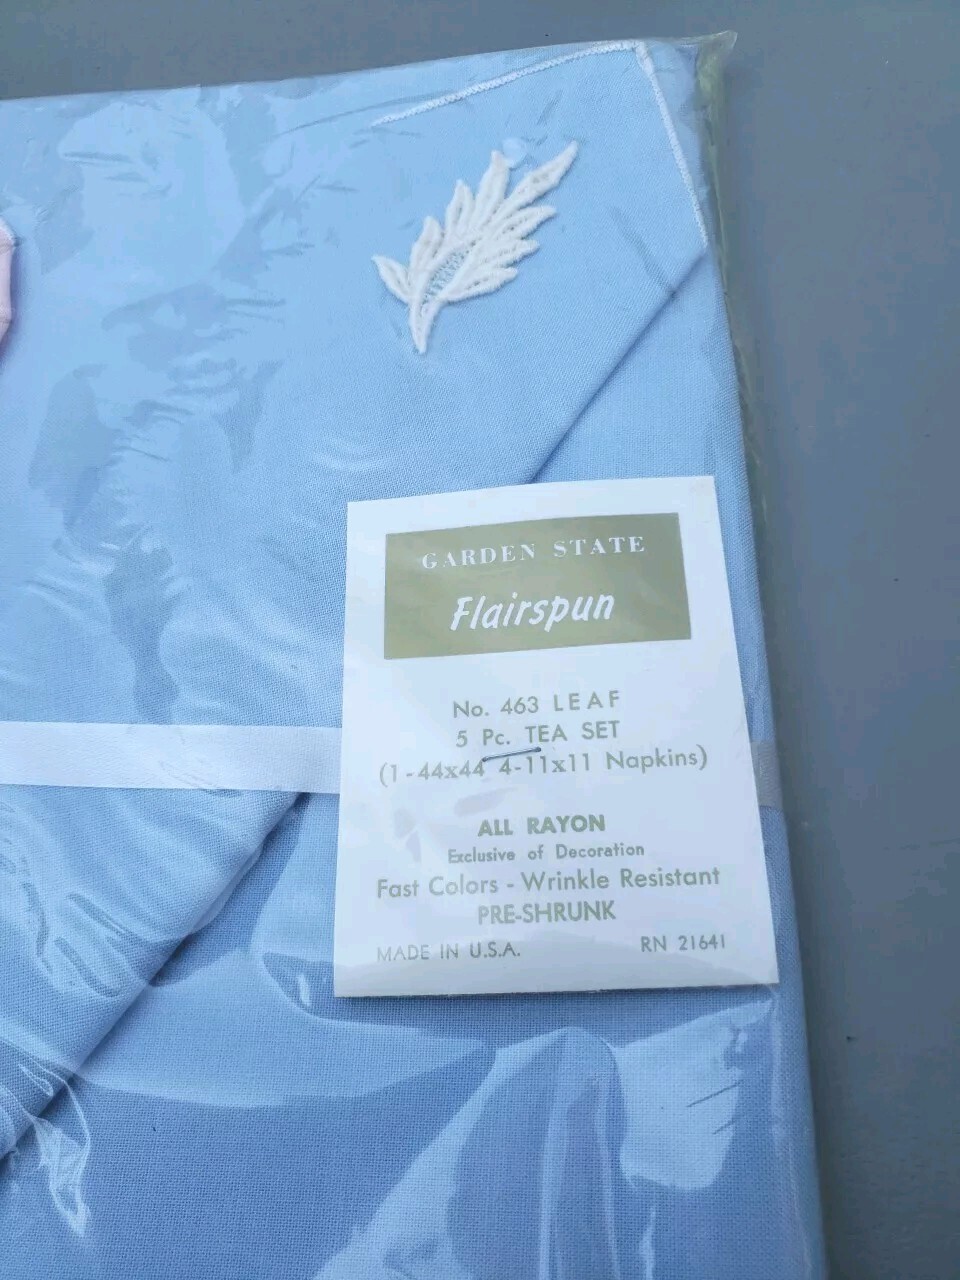 GARDEN STATE
Flairspun
No. 463 LEAF
5 Pc. TEA SET
(1-44x44 4-11x11 Napkins)
ALL RAYON
Exclusive of Decoration
Fast Colors - Wrinkle Resistant
PRE-SHRUNK
MADE IN U.S.A. RN 21641